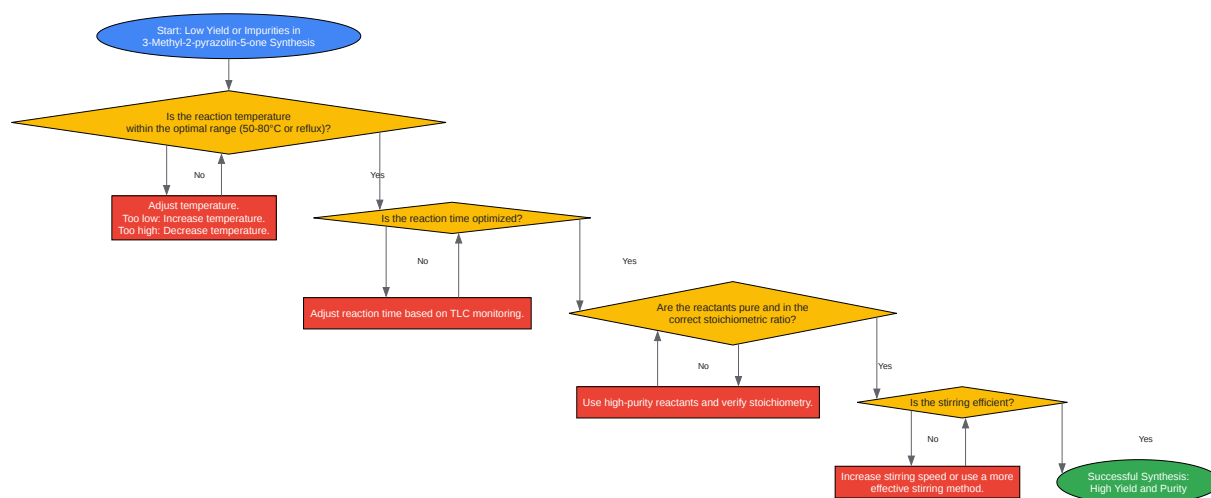 Start: Low Yield or Impurities in
3-Methyl-2-pyrazolin-5-one Synthesis
Is the reaction temperature
within the optimal range (50-80°C or reflux)?
No
Yes
Adjust temperature.
Too low: Increase temperature.
Too high: Decrease temperature.
Is the reaction time optimized?
No
Yes
Adjust reaction time based on TLC monitoring.
Are the reactants pure and in the
correct stoichiometric ratio?
No
Yes
Use high-purity reactants and verify stoichiometry.
Is the stirring efficient?
No
Yes
Increase stirring speed or use a more
effective stirring method.
Successful Synthesis:
High Yield and Purity